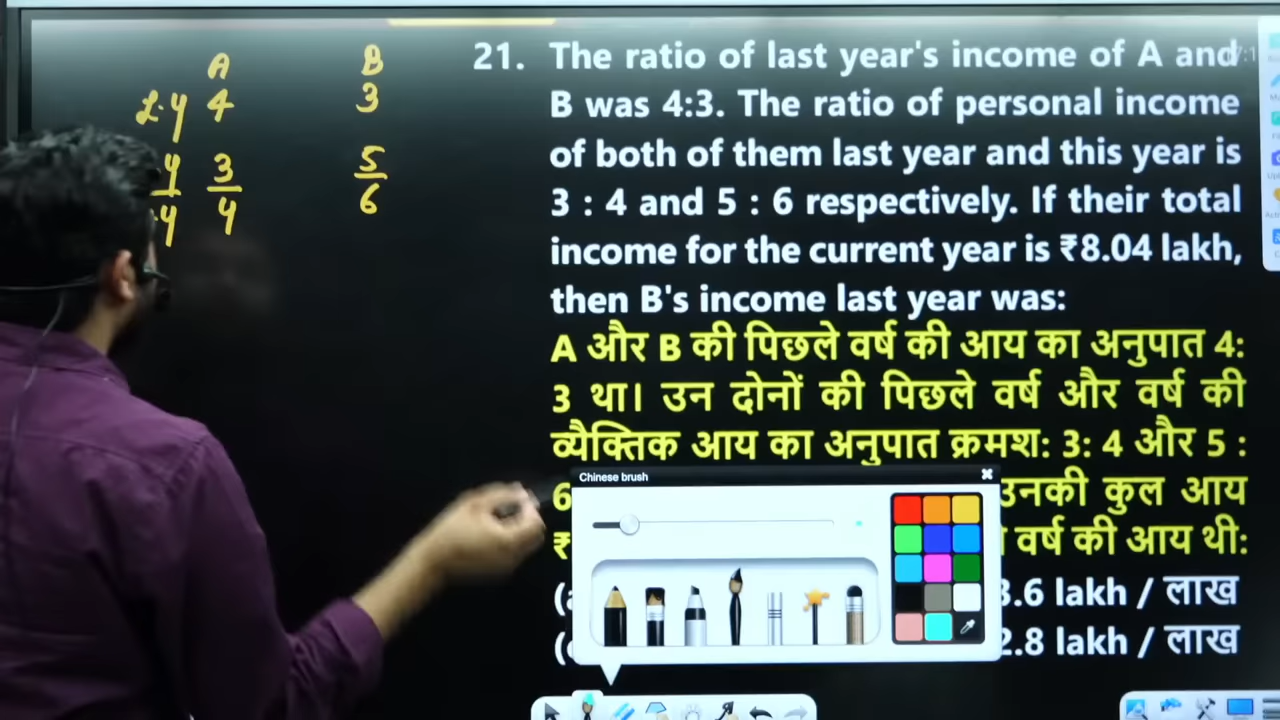 A B
L.Y 4 3
Y 3 5
Y 4 6
21. The ratio of last year's income of A and
B was 4:3. The ratio of personal income
of both of them last year and this year is
3 : 4 and 5 : 6 respectively. If their total
income for the current year is ₹8.04 lakh,
then B's income last year was:
A और B की पिछले वर्ष की आय का अनुपात 4:
3 था। उन दोनों की पिछले वर्ष और वर्ष की
व्यैक्तिक आय का अनुपात क्रमश: 3: 4 और 5 :
6 उनकी कुल आय
₹ वर्ष की आय थी:
3.6 lakh / लाख
2.8 lakh / लाख
Chinese brush